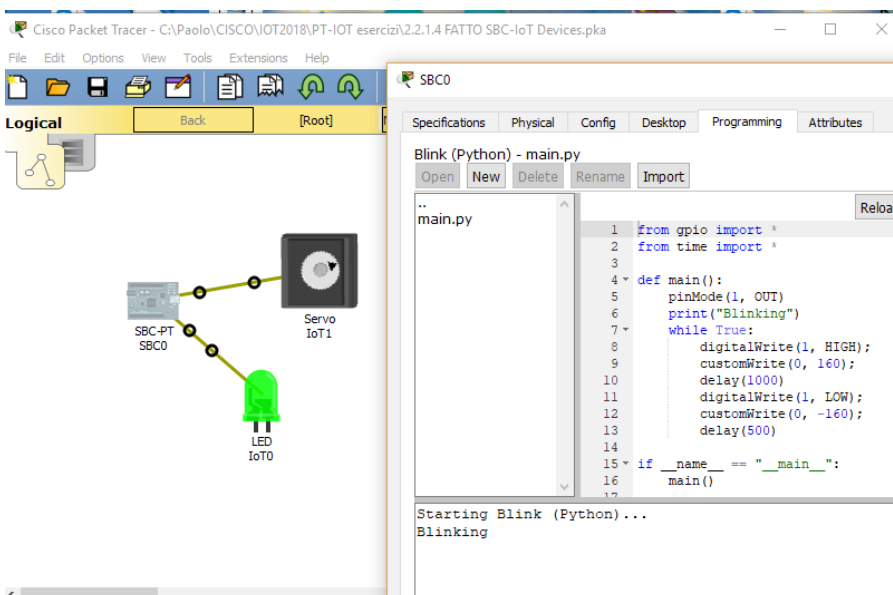 Cisco Packet Tracer - C:\Paolo\CISCO\IOT2018\PT-IOT esercizi\2.2.1.4 FATTO SBC-IoT Devices.pka
File Edit Options View Tools Extensions Help
Logical Back [Root]
SBC-PT
SBC0
Servo
IoT1
LED
IoT0
SBC0
Specifications Physical Config Desktop Programming Attributes
Blink (Python) - main.py
Open New Delete Rename Import
..
main.py
Reloa
1 from gpio import *
2 from time import *
3
4 def main():
5     pinMode(1, OUT)
6     print("Blinking")
7     while True:
8         digitalWrite(1, HIGH);
9         customWrite(0, 160);
10         delay(1000)
11         digitalWrite(1, LOW);
12         customWrite(0, -160);
13         delay(500)
14
15 if __name__ == "__main__":
16     main()
17
Starting Blink (Python)...
Blinking